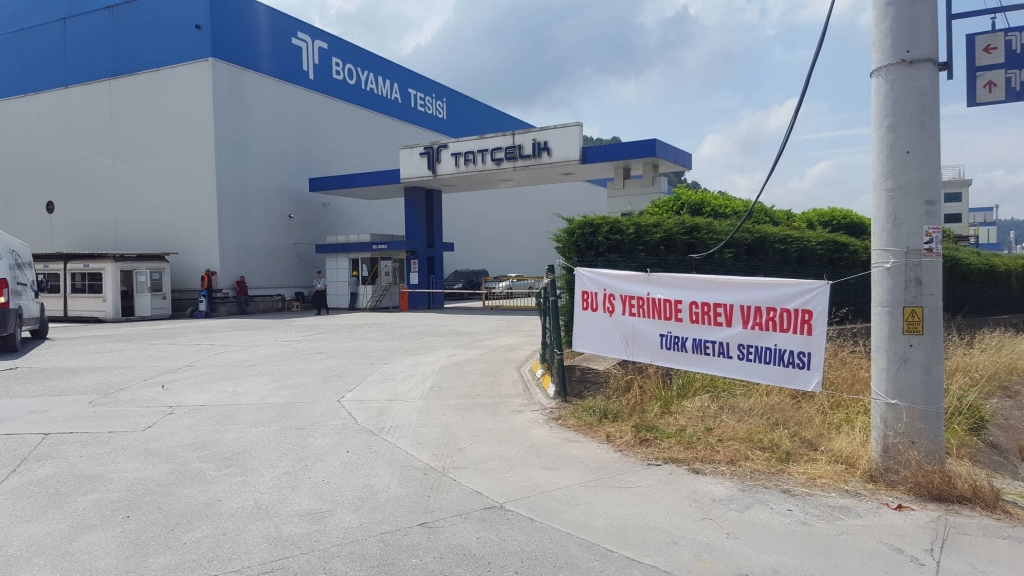 BOYAMA TESİSİ
TATÇELİK
BU İŞ YERİNDE GREV VARDIR
TÜRK METAL SENDİKASI